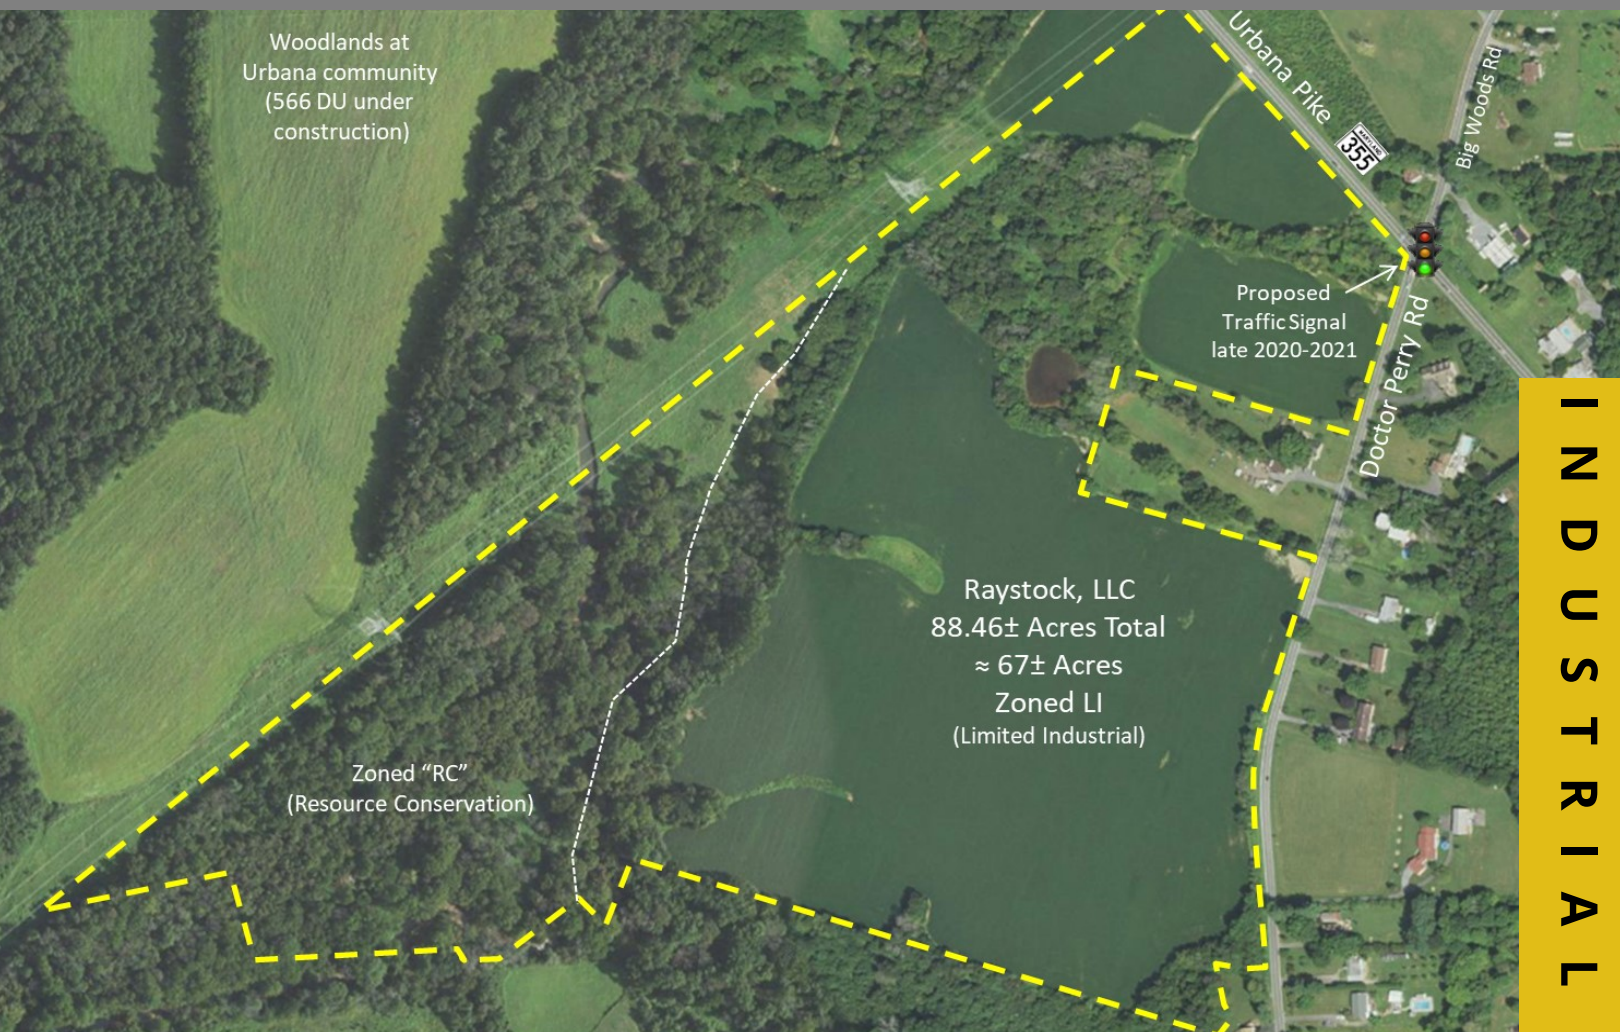 Woodlands at
Urbana community
(566 DU under
construction)
Urbana Pike
MARYLAND
355
Big Woods Rd
Proposed
Traffic Signal
late 2020-2021
Doctor Perry Rd
Raystock, LLC
88.46± Acres Total
≈ 67± Acres
Zoned LI
(Limited Industrial)
Zoned “RC”
(Resource Conservation)
INDUSTRIAL